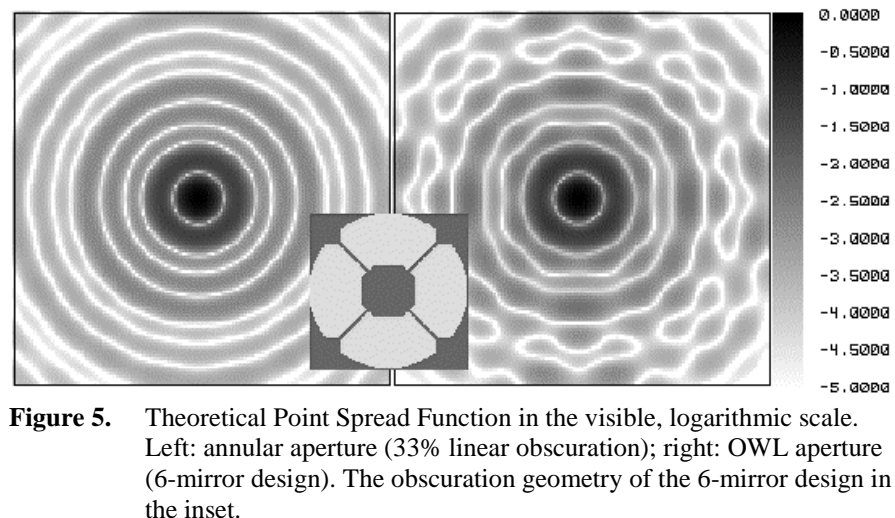 0.0000
-0.5000
-1.0000
-1.5000
-2.0000
-2.5000
-3.0000
-3.5000
-4.0000
-4.5000
-5.0000
Figure 5. Theoretical Point Spread Function in the visible, logarithmic scale.
Left: annular aperture (33% linear obscuration); right: OWL aperture
(6-mirror design). The obscuration geometry of the 6-mirror design in
the inset.